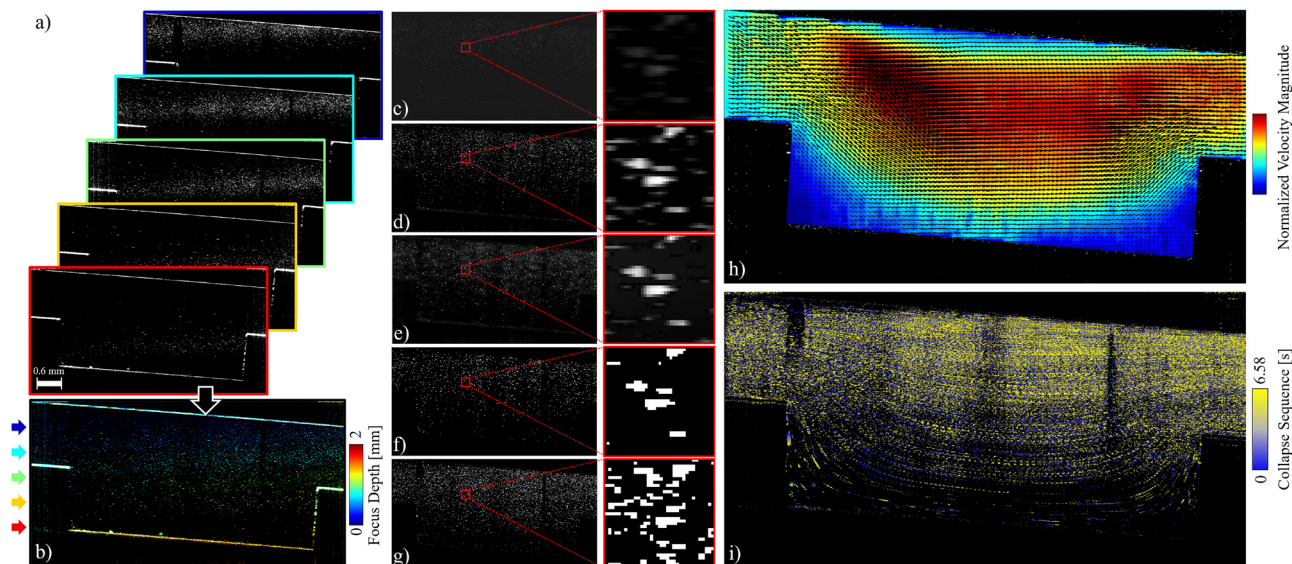 a)
0.6 mm
b)
0
2
Focus Depth [mm]
c)
d)
e)
f)
g)
h)
Normalized Velocity Magnitude
i)
0
6.58
Collapse Sequence [s]